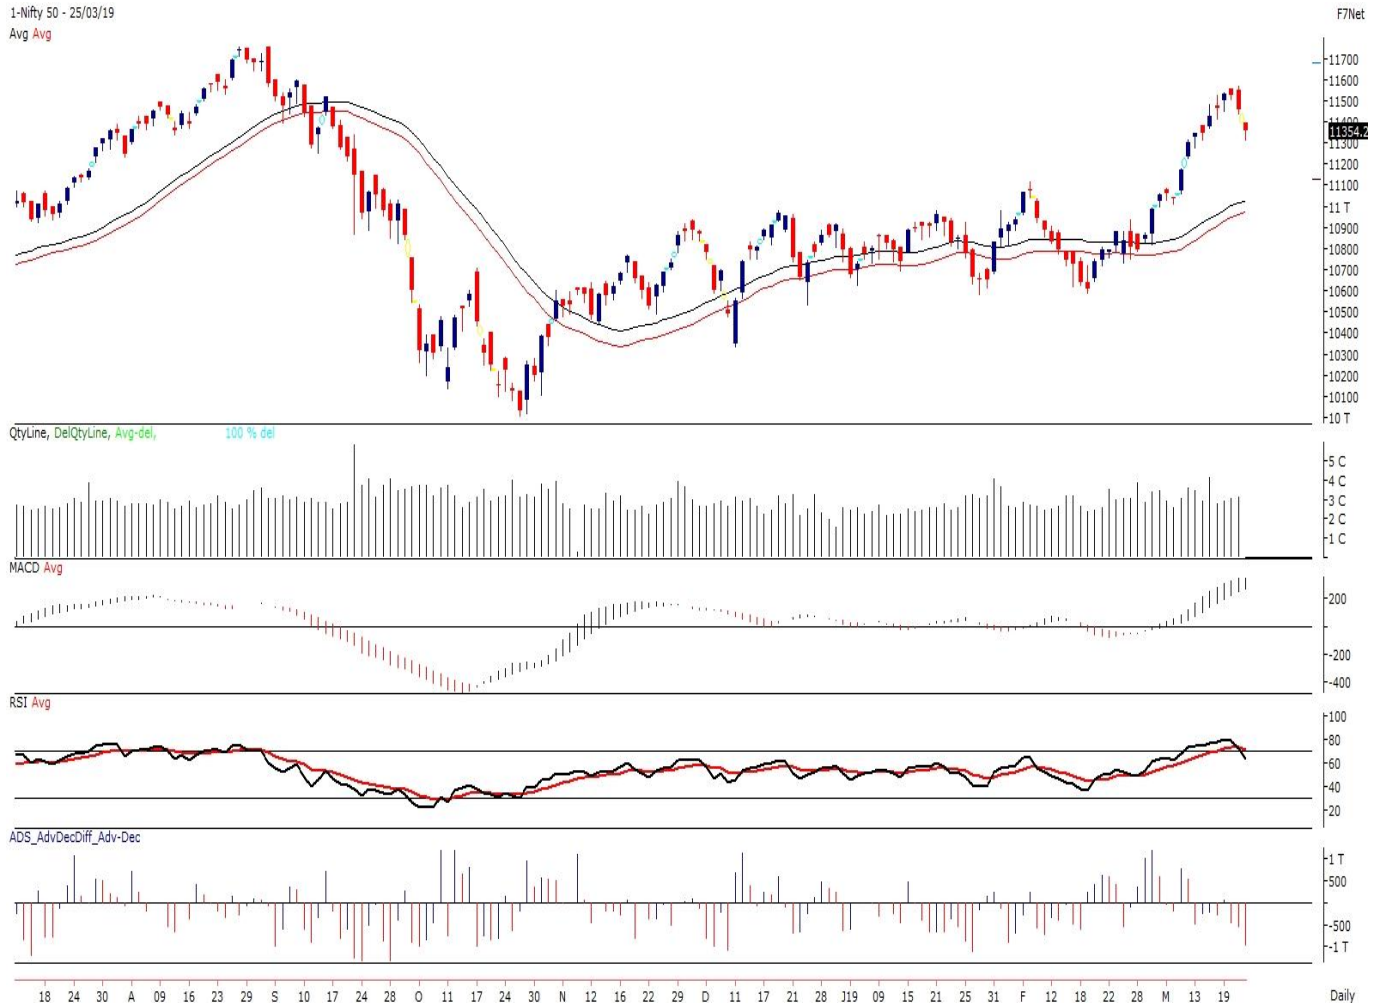 1-Nifty 50 - 25/03/19 F7Net
Avg Avg
11700
11600
11500
11400
11354.2
11300
11200
11100
11 T
10900
10800
10700
10600
10500
10400
10300
10200
10100
10 T
QtyLine, DelQtyLine, Avg-del, 100 % del
5 C
4 C
3 C
2 C
1 C
MACD Avg
200
-200
-400
RSI Avg
100
80
60
40
20
ADS_AdvDecDiff_Adv-Dec
1 T
500
-500
-1 T
18 24 30 A 09 16 23 29 S 10 17 24 28 O 11 17 24 30 N 12 16 22 29 D 11 17 21 28 J19 09 15 21 25 31 F 12 18 22 28 M 13 19 Daily